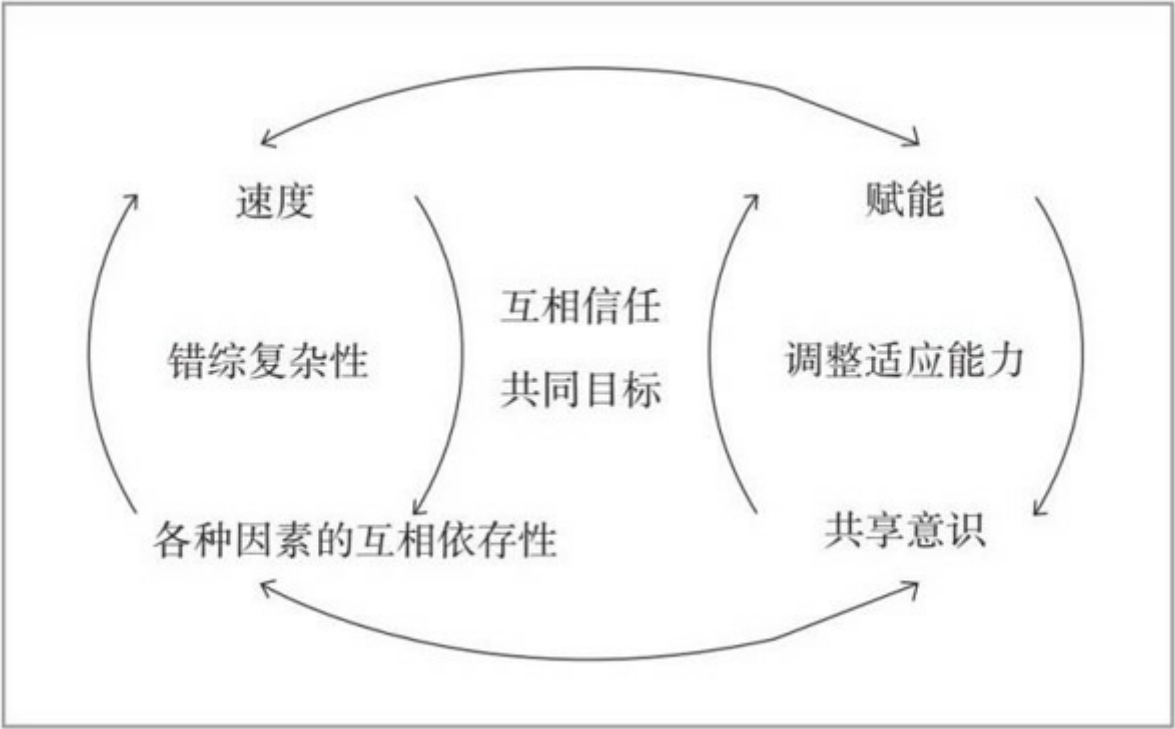 速度
赋能
互相信任
错综复杂性
调整适应能力
共同目标
各种因素的互相依存性
共享意识